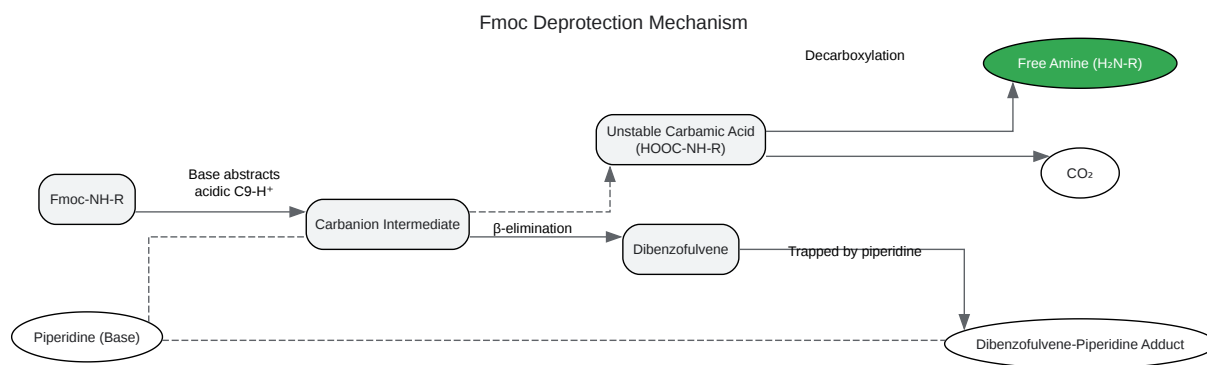 Fmoc Deprotection Mechanism
Decarboxylation
Free Amine (H₂N-R)
Unstable Carbamic Acid
(HOOC-NH-R)
CO₂
Base abstracts
acidic C9-H⁺
Fmoc-NH-R
Carbanion Intermediate
β-elimination
Dibenzofulvene
Trapped by piperidine
Piperidine (Base)
Dibenzofulvene-Piperidine Adduct